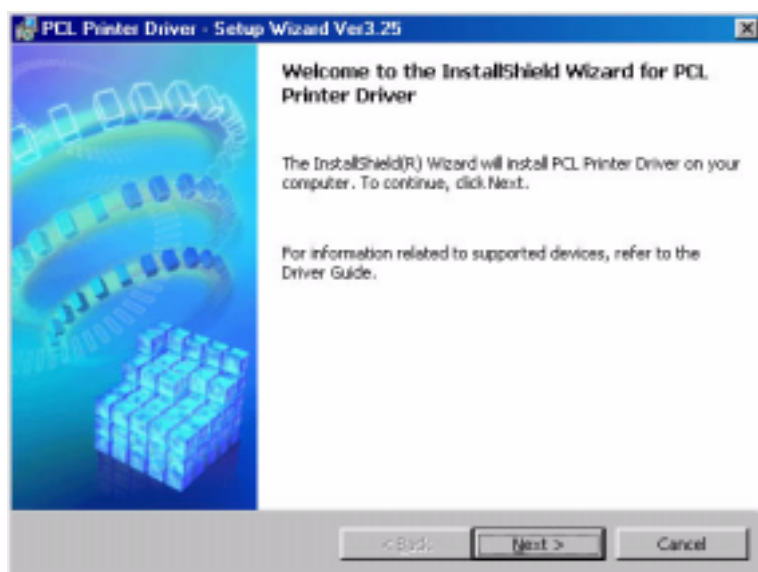 PCL Printer Driver - Setup Wizard Ver3.25
Welcome to the InstallShield Wizard for PCL
Printer Driver
The InstallShield(R) Wizard will install PCL Printer Driver on your
computer. To continue, click Next.
For information related to supported devices, refer to the
Driver Guide.
< Back
Next >
Cancel